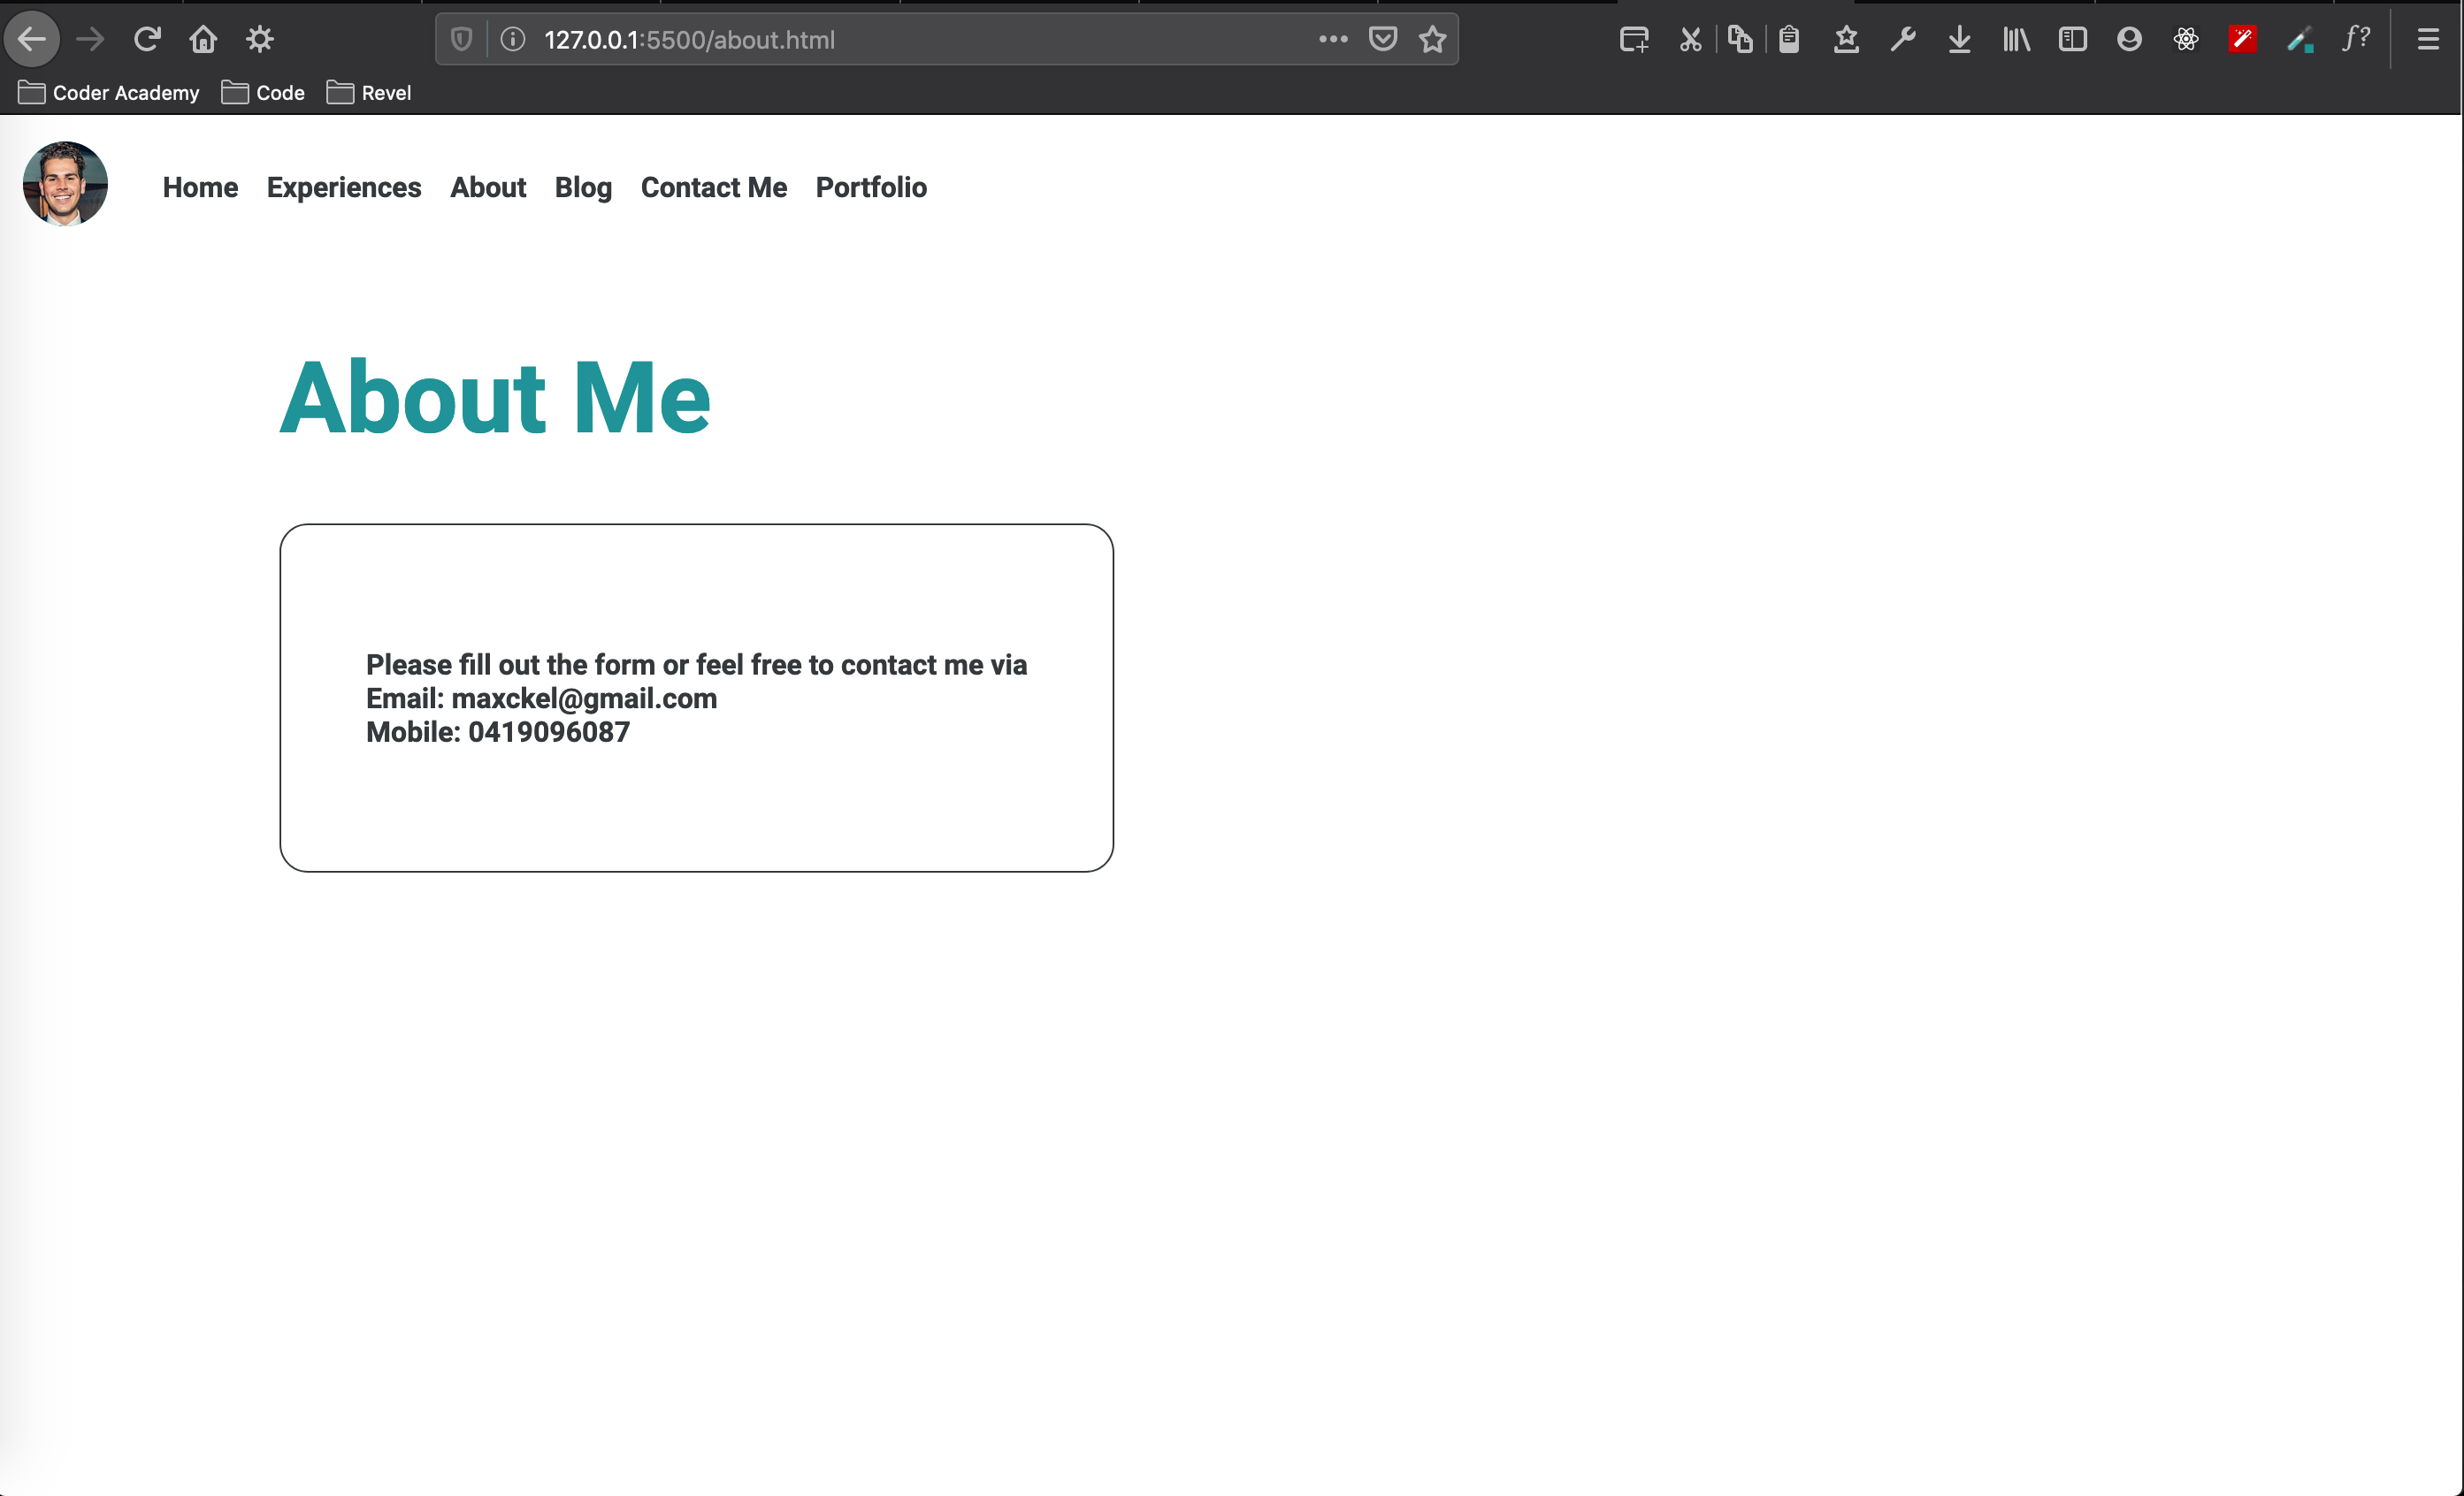 127.0.0.1:5500/about.html
f?
Coder Academy Code Revel
Home Experiences About Blog Contact Me Portfolio
About Me
Please fill out the form or feel free to contact me via
Email: maxckel@gmail.com
Mobile: 0419096087